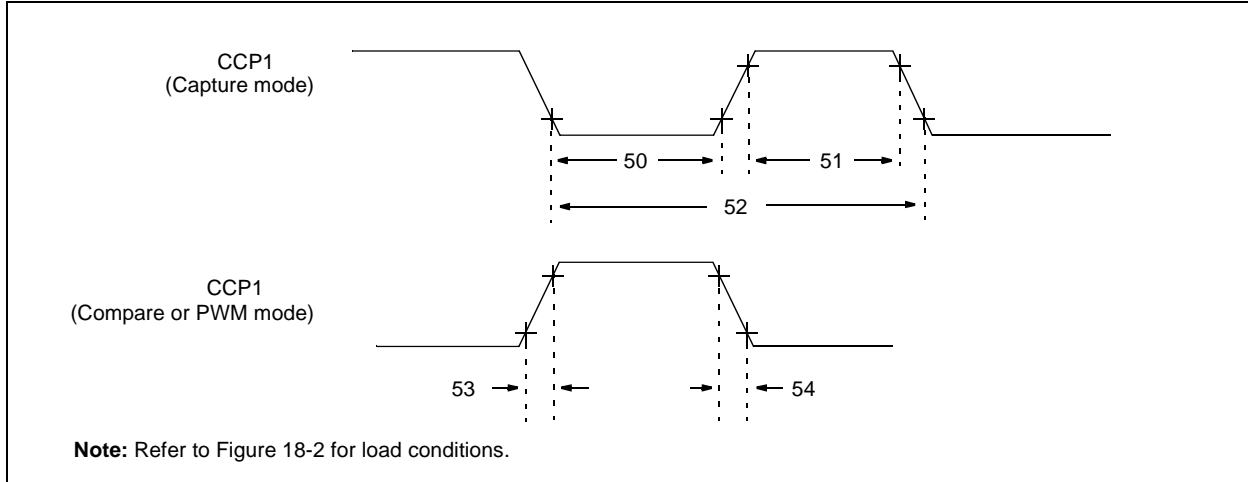 CCP1
(Capture mode)
50
51
52
CCP1
(Compare or PWM mode)
53
54
Note: Refer to Figure 18-2 for load conditions.